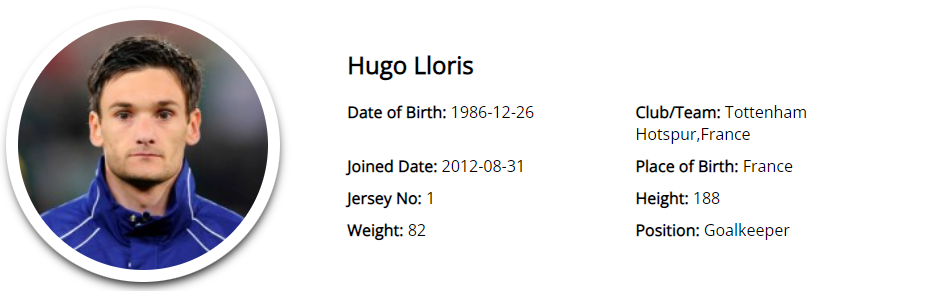 Hugo Lloris
Date of Birth: 1986-12-26
Club/Team: Tottenham
Hotspur,France
Joined Date: 2012-08-31
Place of Birth: France
Jersey No: 1
Height: 188
Weight: 82
Position: Goalkeeper